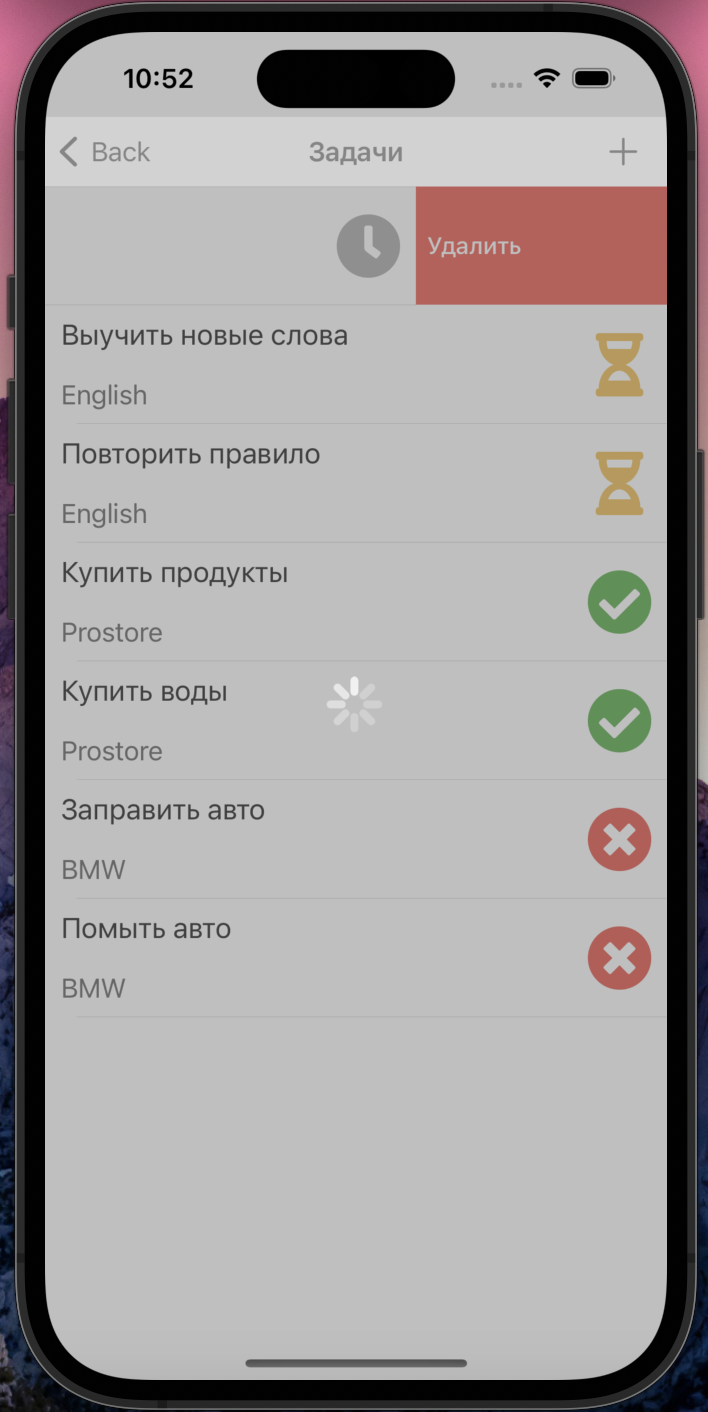 10:52
Back
Задачи
Удалить
Выучить новые слова
English
Повторить правило
English
Купить продукты
Prostore
Купить воды
Prostore
Заправить авто
BMW
Помыть авто
BMW